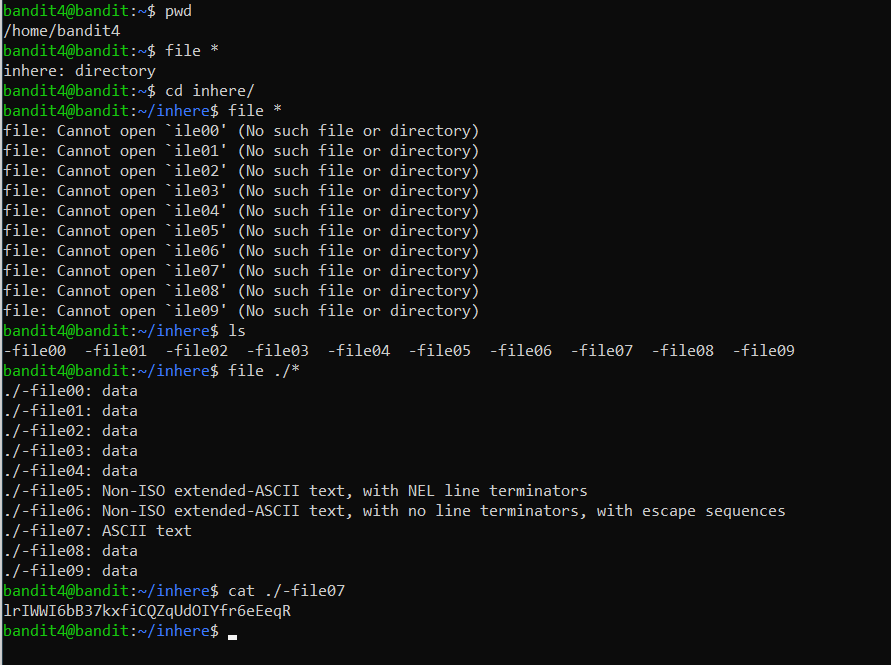 bandit4@bandit:~$ pwd
/home/bandit4
bandit4@bandit:~$ file *
inhere: directory
bandit4@bandit:~$ cd inhere/
bandit4@bandit:~/inhere$ file *
file: Cannot open `ile00' (No such file or directory)
file: Cannot open `ile01' (No such file or directory)
file: Cannot open `ile02' (No such file or directory)
file: Cannot open `ile03' (No such file or directory)
file: Cannot open `ile04' (No such file or directory)
file: Cannot open `ile05' (No such file or directory)
file: Cannot open `ile06' (No such file or directory)
file: Cannot open `ile07' (No such file or directory)
file: Cannot open `ile08' (No such file or directory)
file: Cannot open `ile09' (No such file or directory)
bandit4@bandit:~/inhere$ ls
-file00  -file01  -file02  -file03  -file04  -file05  -file06  -file07  -file08  -file09
bandit4@bandit:~/inhere$ file ./*
./-file00: data
./-file01: data
./-file02: data
./-file03: data
./-file04: data
./-file05: Non-ISO extended-ASCII text, with NEL line terminators
./-file06: Non-ISO extended-ASCII text, with no line terminators, with escape sequences
./-file07: ASCII text
./-file08: data
./-file09: data
bandit4@bandit:~/inhere$ cat ./-file07
lrIWWI6bB37kxfiCQZqUdOIYfr6eEeqR
bandit4@bandit:~/inhere$